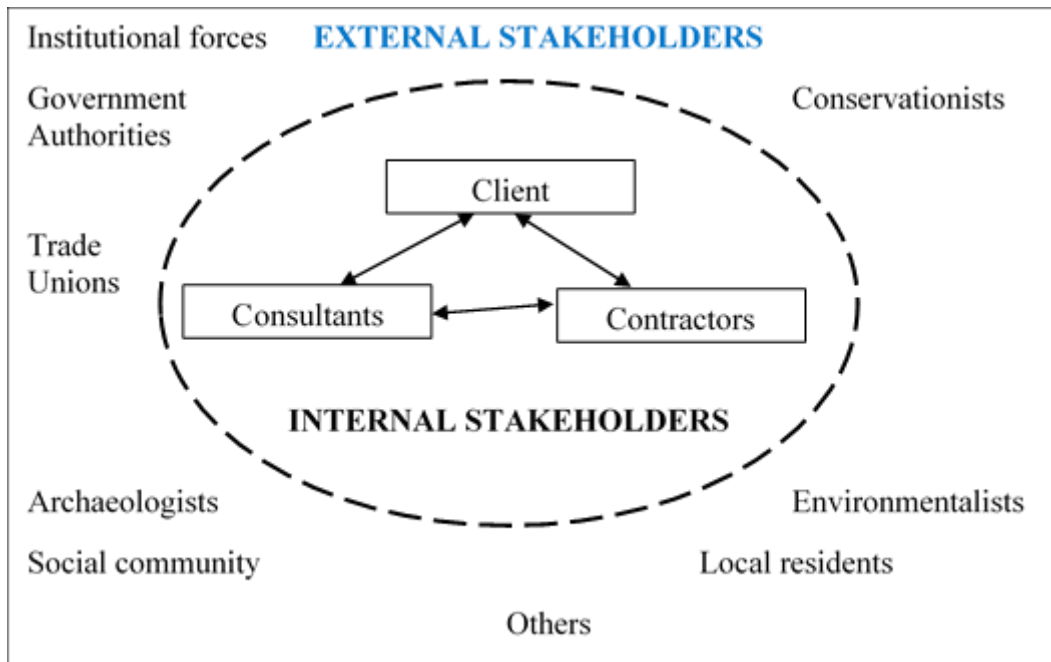 Institutional forces EXTERNAL STAKEHOLDERS
Government
Authorities
Conservationists
Client
Trade
Unions
Consultants
Contractors
INTERNAL STAKEHOLDERS
Archaeologists
Environmentalists
Social community
Local residents
Others